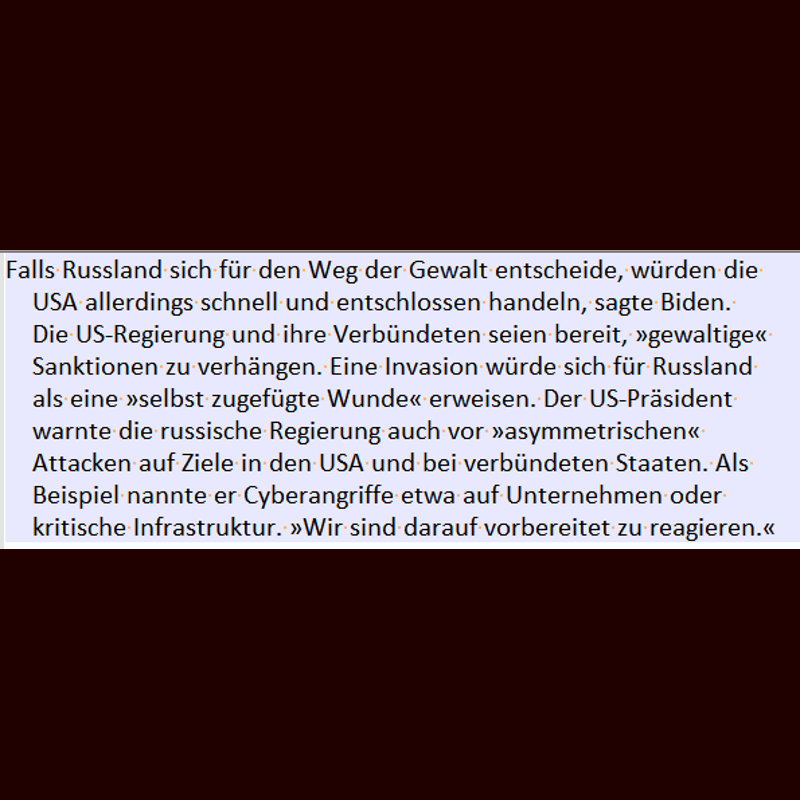 Falls Russland sich für den Weg der Gewalt entscheide, würden die
USA allerdings schnell und entschlossen handeln, sagte Biden.
Die US-Regierung und ihre Verbündeten seien bereit, »gewaltige«
Sanktionen zu verhängen. Eine Invasion würde sich für Russland
als eine »selbst zugefügte Wunde« erweisen. Der US-Präsident
warnte die russische Regierung auch vor »asymmetrischen«
Attacken auf Ziele in den USA und bei verbündeten Staaten. Als
Beispiel nannte er Cyberangriffe etwa auf Unternehmen oder
kritische Infrastruktur. »Wir sind darauf vorbereitet zu reagieren.«